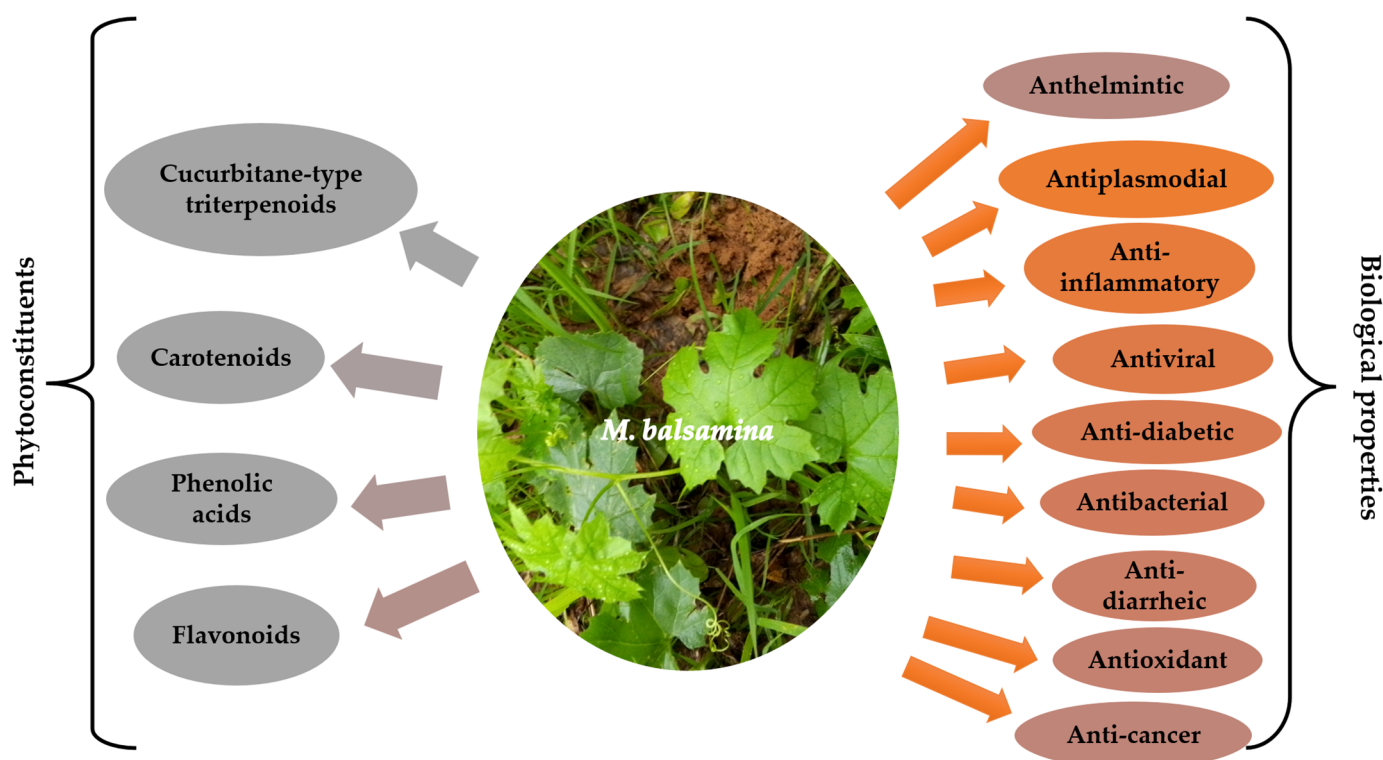 Phytoconstituents
Cucurbitane-type
triterpenoids
Carotenoids
Phenolic
acids
Flavonoids
M. balsamina
Anthelmintic
Antiplasmodial
Anti-
inflammatory
Antiviral
Anti-diabetic
Antibacterial
Anti-
diarrheic
Antioxidant
Anti-cancer
Biological properties